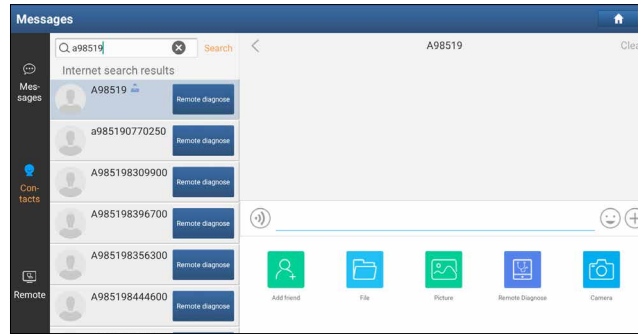 Messages
a98519
Search
Internet search results
Mes-
sages
Con-
tacts
Remote
A98519
Remote diagnose
a985190770250
Remote diagnose
A985198309900
Remote diagnose
A985198396700
Remote diagnose
A985198356300
Remote diagnose
A985198444600
Remote diagnose
A98519
Clea
Add friend
File
Picture
Remote Diagnose
Camera